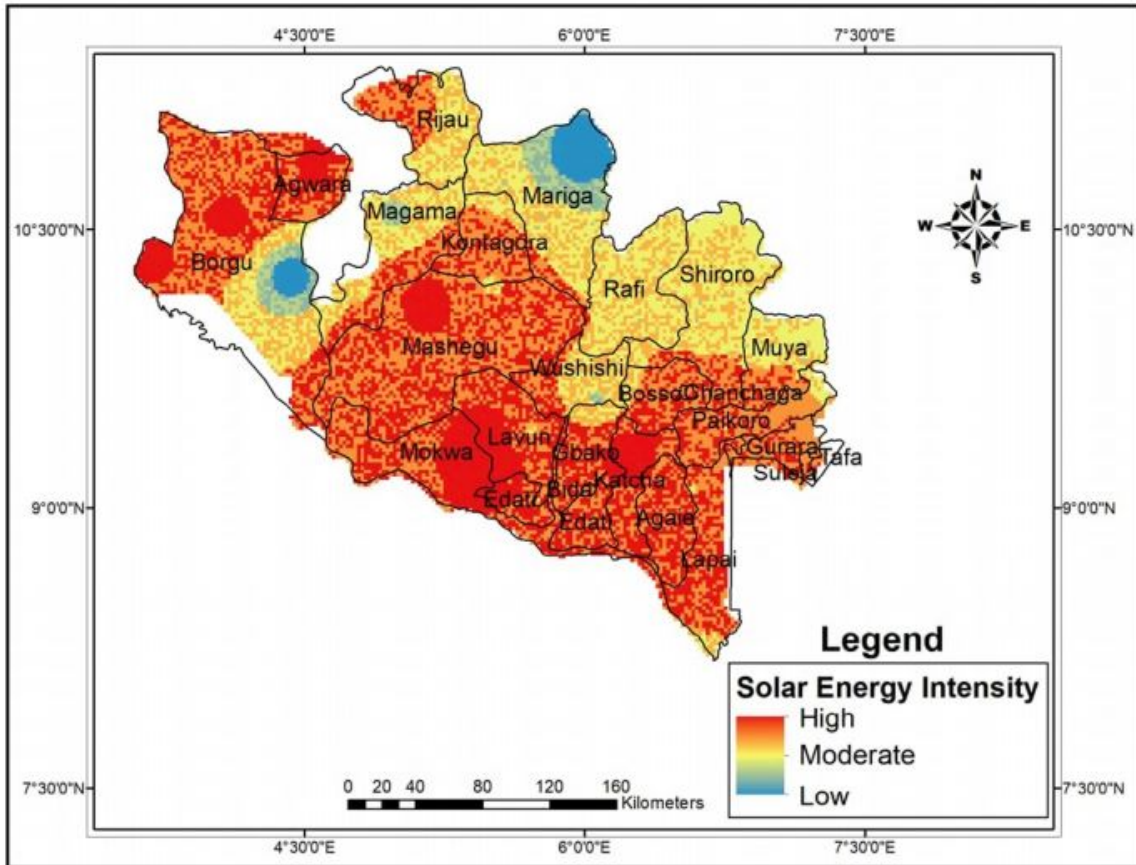 4°30'0"E 6°0'0"E 7°30'0"E
Rijau
N
Agwara
Mariga
Magama
W E
10°30'0"N 10°30'0"N
Kontagora
S
Borgu
Shiroro
Rafi
Mashegu
Muya
Wushishi
Bosso
Chanchaga
Paikoro
Lavun
Mokwa
Gbako
Gurara
Tafa
Suleja
Katcha
Bida
Edati
9°0'0"N 9°0'0"N
Edati
Agaie
Lapai
Legend
Solar Energy Intensity
High
Moderate
Low
7°30'0"N 7°30'0"N
0 20 40 80 120 160
Kilometers
4°30'0"E 6°0'0"E 7°30'0"E